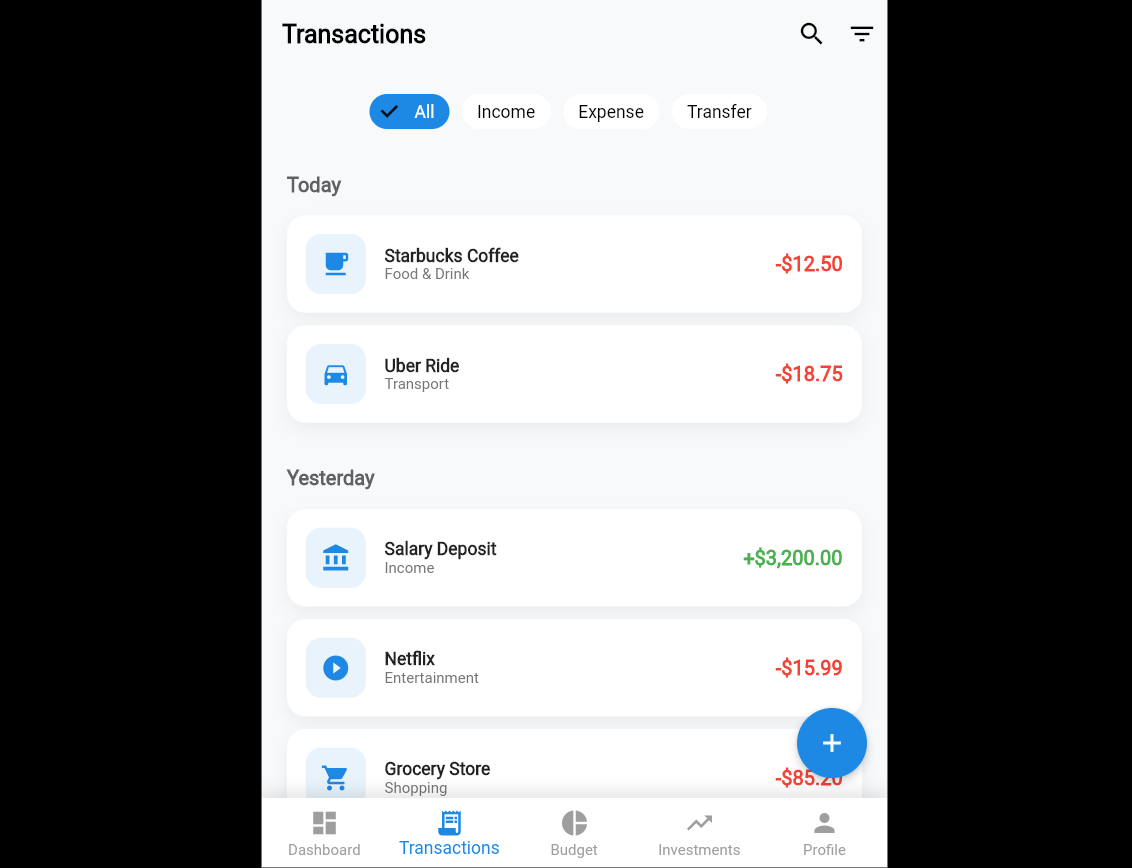 Transactions
All
Income
Expense
Transfer
Today
Starbucks Coffee
Food & Drink
-$12.50
Uber Ride
Transport
-$18.75
Yesterday
Salary Deposit
Income
+$3,200.00
Netflix
Entertainment
-$15.99
Grocery Store
Shopping
-$85.20
Dashboard
Transactions
Budget
Investments
Profile